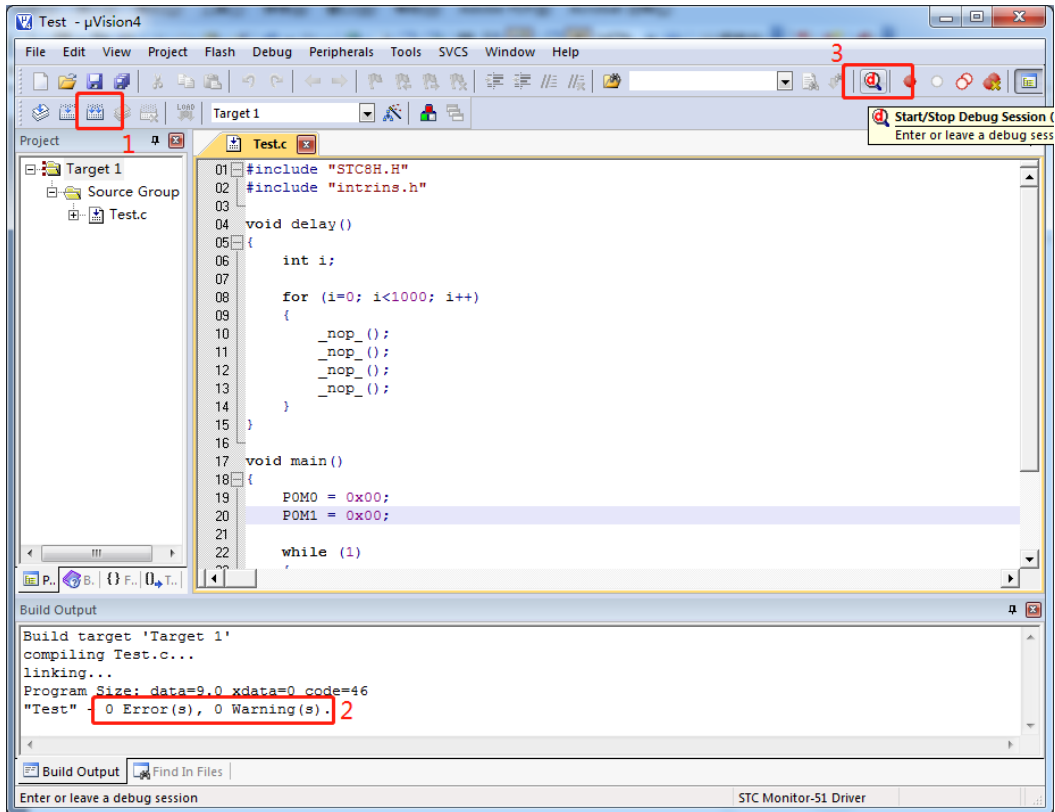 Test - µVision4
File Edit View Project Flash Debug Peripherals Tools SVCS Window Help
3
LOAD
Target 1
Start/Stop Debug Session (
Enter or leave a debug sess
1
Project
Test.c
Target 1
Source Group
Test.c
01 #include "STC8H.H"
02 #include "intrins.h"
03
04 void delay()
05 {
06 int i;
07
08 for (i=0; i<1000; i++)
09 {
10 _nop_();
11 _nop_();
12 _nop_();
13 _nop_();
14 }
15 }
16
17 void main()
18 {
19 P0M0 = 0x00;
20 P0M1 = 0x00;
21
22 while (1)
23 {
P.. B. {} F.. 0 T..
Build Output
Build target 'Target 1'
compiling Test.c...
linking...
Program Size: data=9.0 xdata=0 code=46
"Test" - 0 Error(s), 0 Warning(s).
2
Build Output Find In Files
Enter or leave a debug session STC Monitor-51 Driver